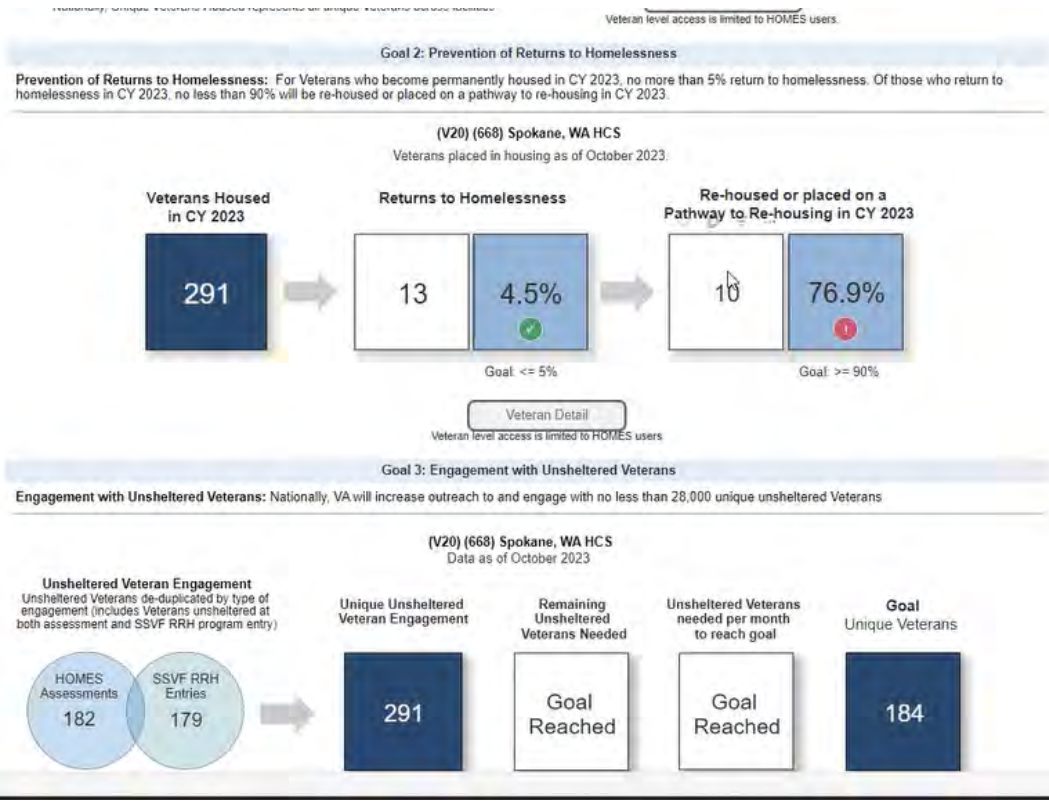 Nationally, Unique Veterans Housed represents all unique Veterans across facilities
Veteran level access is limited to HOMES users.
Goal 2: Prevention of Returns to Homelessness
Prevention of Returns to Homelessness: For Veterans who become permanently housed in CY 2023, no more than 5% return to homelessness. Of those who return to
homelessness in CY 2023, no less than 90% will be re-housed or placed on a pathway to re-housing in CY 2023.
(V20) (668) Spokane, WA HCS
Veterans placed in housing as of October 2023.
Veterans Housed
in CY 2023
Returns to Homelessness
Re-housed or placed on a
Pathway to Re-housing in CY 2023
291
13
4.5%
10
76.9%
Goal: <= 5%
Goal: >= 90%
Veteran Detail
Veteran level access is limited to HOMES users
Goal 3: Engagement with Unsheltered Veterans
Engagement with Unsheltered Veterans: Nationally, VA will increase outreach to and engage with no less than 28,000 unique unsheltered Veterans
(V20) (668) Spokane, WA HCS
Data as of October 2023
Unsheltered Veteran Engagement
Unsheltered Veterans de-duplicated by type of
engagement (includes Veterans unsheltered at
both assessment and SSVF RRH program entry)
HOMES
Assessments
182
SSVF RRH
Entries
179
Unique Unsheltered
Veteran Engagement
291
Remaining
Unsheltered
Veterans Needed
Goal
Reached
Unsheltered Veterans
needed per month
to reach goal
Goal
Reached
Goal
Unique Veterans
184